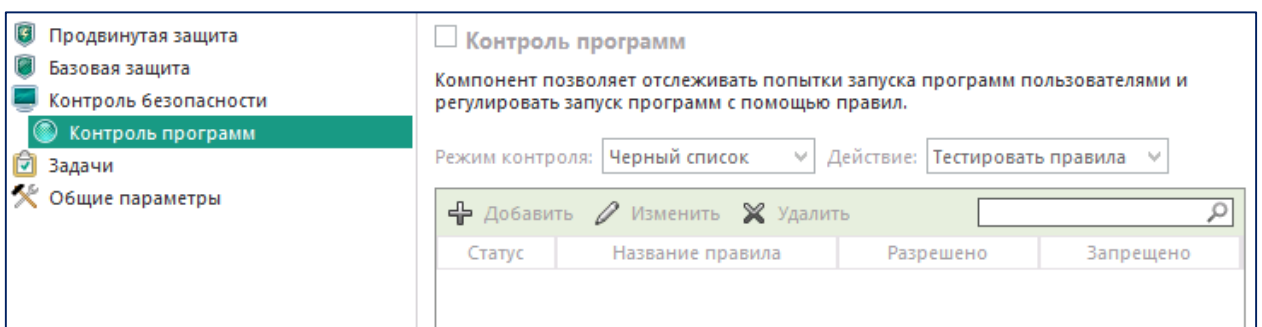 Продвинутая защита
Базовая защита
Контроль безопасности
Контроль программ
Задачи
Общие параметры
Контроль программ
Компонент позволяет отслеживать попытки запуска программ пользователями и
регулировать запуск программ с помощью правил.
Режим контроля: Черный список Действие: Тестировать правила
Добавить Изменить Удалить
Статус Название правила Разрешено Запрещено